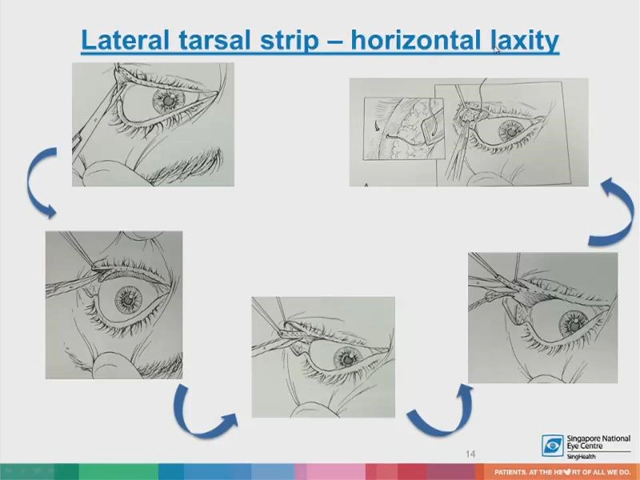 Lateral tarsal strip – horizontal laxity
A
14
Singapore National
Eye Centre
SingHealth
PATIENTS. AT THE HEART OF ALL WE DO.